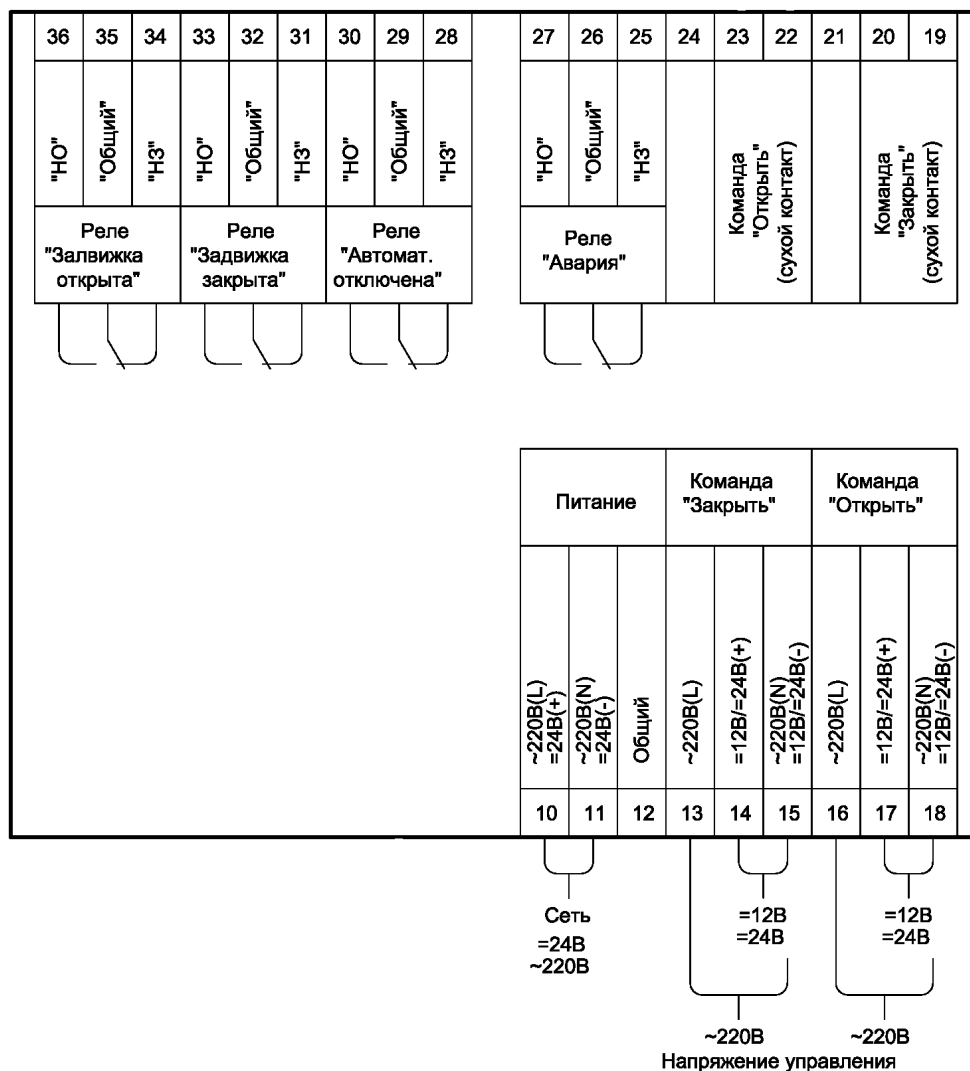 36 35 34 33 32 31 30 29 28 27 26 25 24 23 22 21 20 19
"НО"
"Общий"
"НЗ"
"НО"
"Общий"
"НЗ"
"НО"
"Общий"
"НЗ"
"НО"
"Общий"
"НЗ"
Команда
"Открыть"
(сухой контакт)
Команда
"Закрыть"
(сухой контакт)
Реле
"Залвижка
открыта"
Реле
"Задвижка
закрыта"
Реле
"Автомат.
отключена"
Реле
"Авария"
Питание
Команда
"Закрыть"
Команда
"Открыть"
~220В(L)
=24В(+)
~220В(N)
=24В(-)
Общий
~220В(L)
=12В/=24В(+)
~220В(N)
=12В/=24В(-)
~220В(L)
=12В/=24В(+)
~220В(N)
=12В/=24В(-)
10 11 12 13 14 15 16 17 18
Сеть
=24В
~220В
=12В
=24В
=12В
=24В
~220В
~220В
Напряжение управления